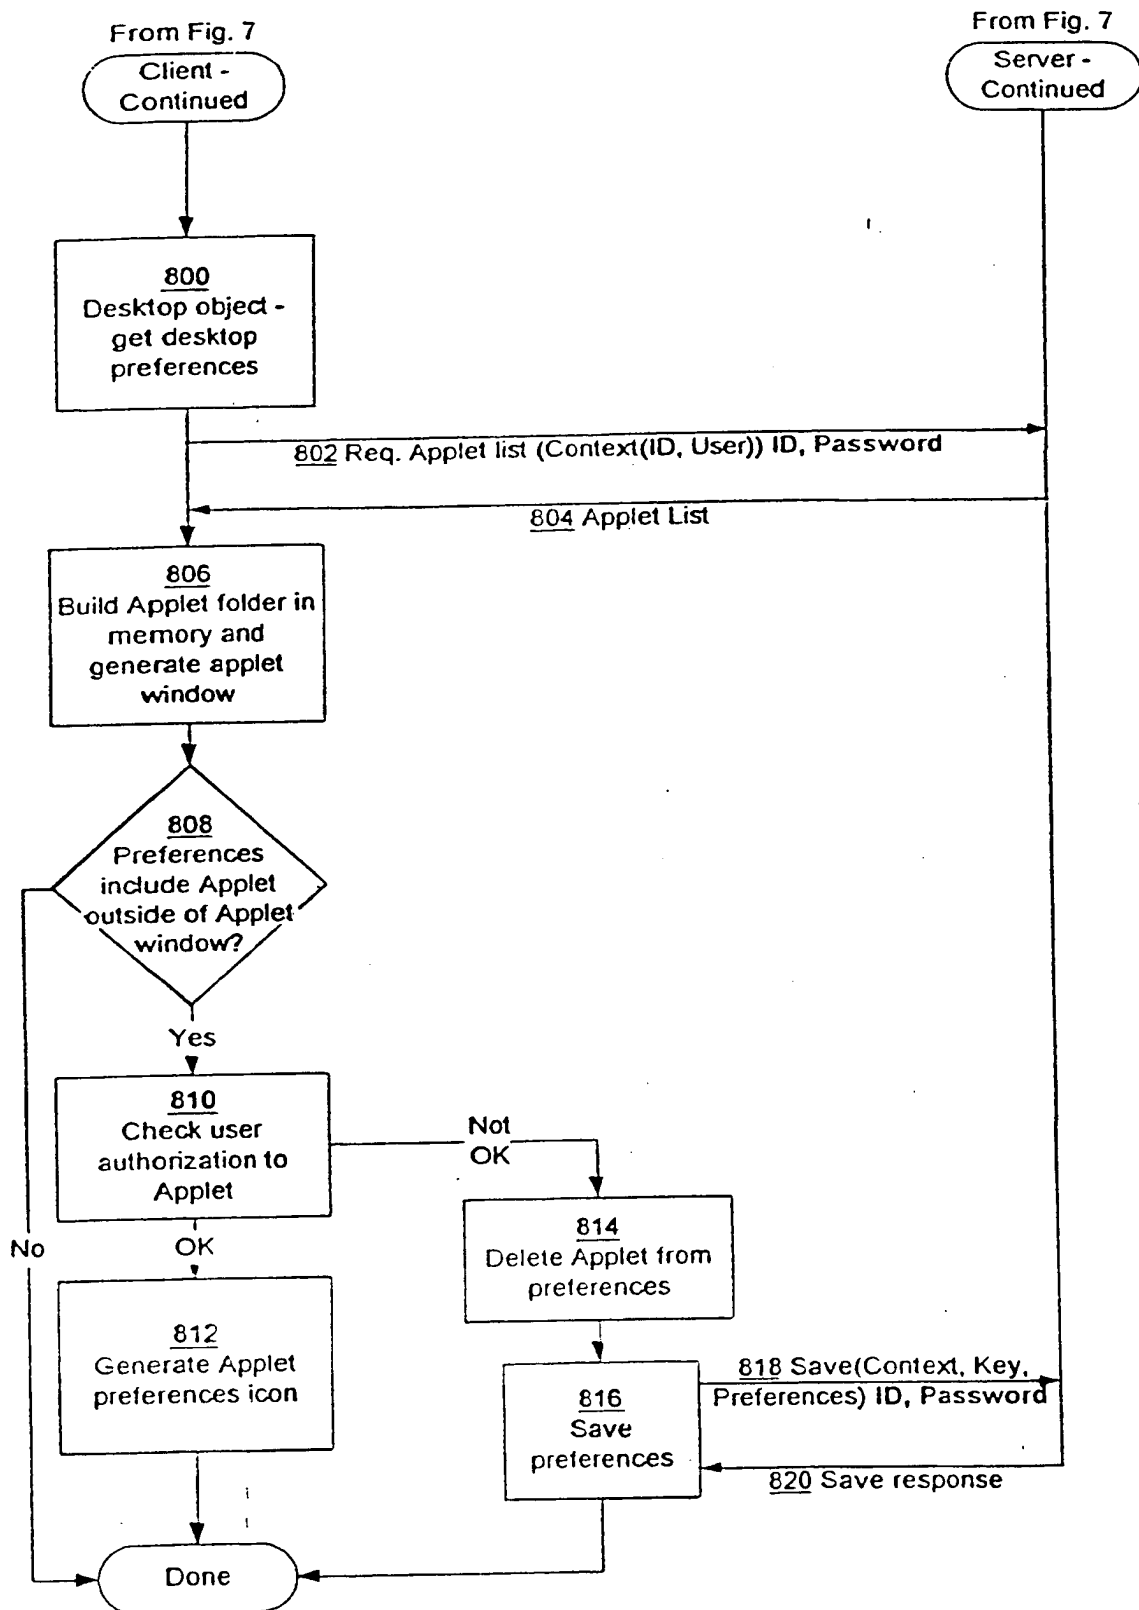 From Fig. 7
Client -
Continued
From Fig. 7
Server -
Continued
800
Desktop object -
get desktop
preferences
802 Req. Applet list (Context(ID, User)) ID, Password
804 Applet List
806
Build Applet folder in
memory and
generate applet
window
808
Preferences
include Applet
outside of Applet
window?
Yes
No
810
Check user
authorization to
Applet
Not
OK
OK
814
Delete Applet from
preferences
812
Generate Applet
preferences icon
816
Save
preferences
818 Save(Context, Key,
Preferences) ID, Password
820 Save response
Done